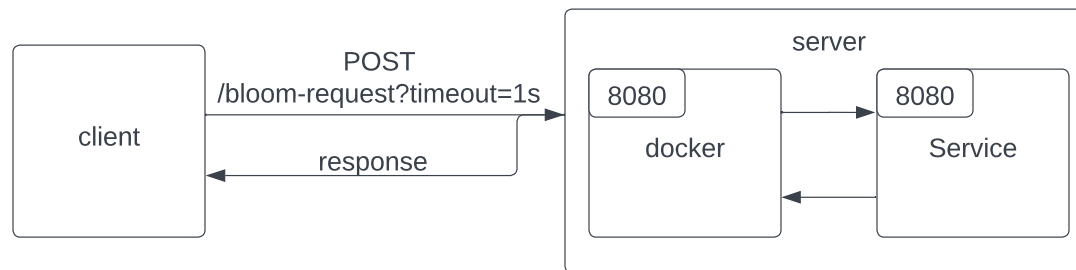 client
POST
/bloom-request?timeout=1s
response
server
8080
docker
8080
Service